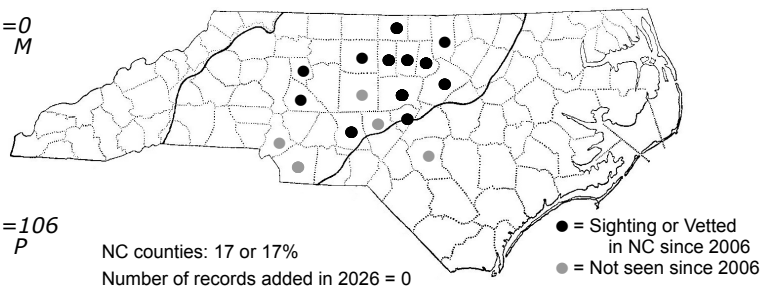 =0
M
=106
P
NC counties: 17 or 17%
Number of records added in 2026 = 0
= Sighting or Vetted
in NC since 2006
= Not seen since 2006